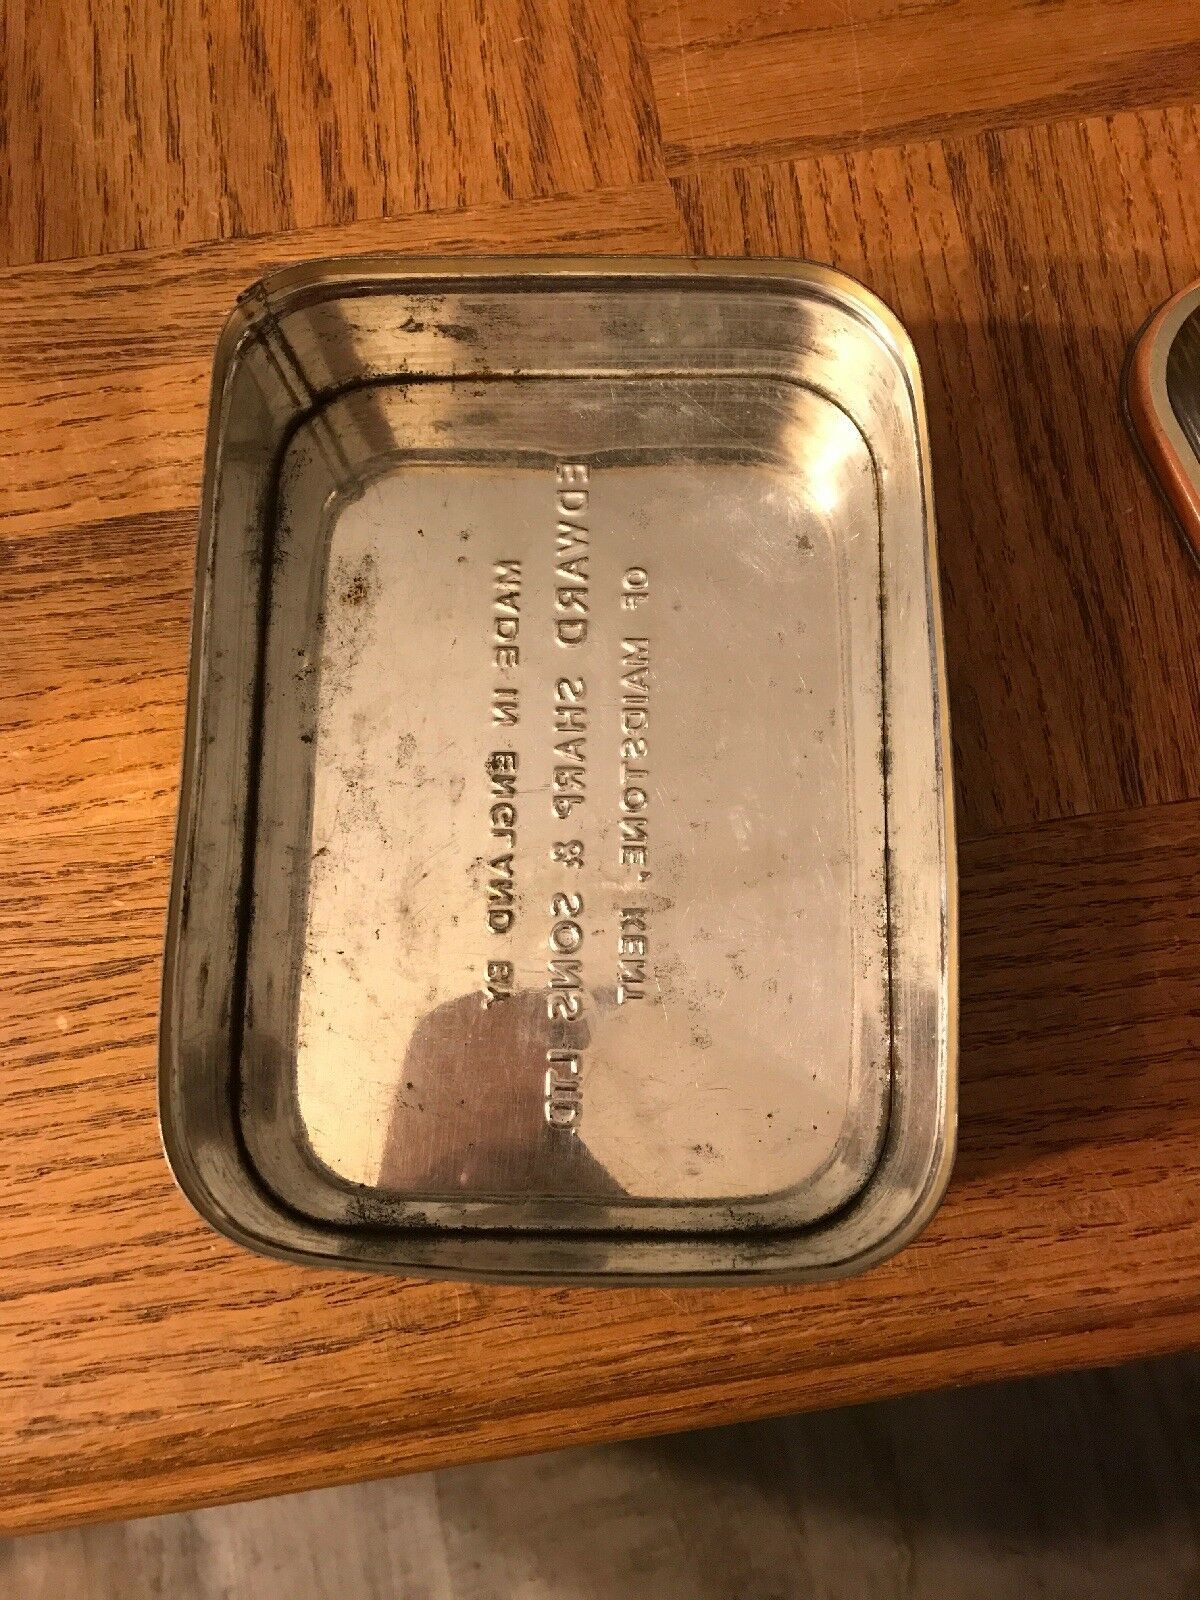 MADE IN ENGLAND BY
EDWARD SHARP & SONS LTD.
OF MAIDSTONE, KENT